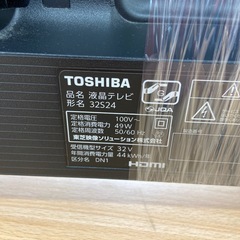 TOSHIBA
品名 液晶テレビ
形名 32S24
JQA
定格電圧 100V~
定格消費電力 49W
定格周波数 50/60Hz
東芝映像ソリューション株式会社
受信機型サイズ 32V
年間消費電力量 44kWh/年
区分名 DN1
HDMI